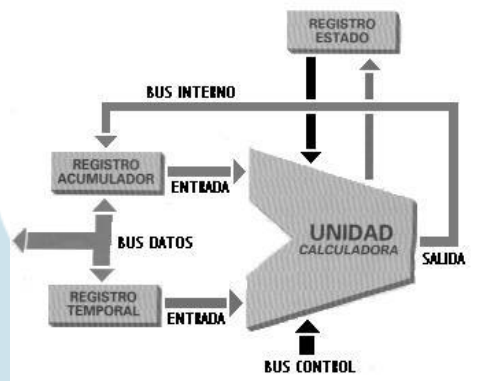 REGISTRO
ESTADO
BUS INTERNO
REGISTRO
ACUMULADOR
ENTRADA
UNIDAD
CALCULADORA
BUS DATOS
SALIDA
REGISTRO
TEMPORAL
ENTRADA
BUS CONTROL